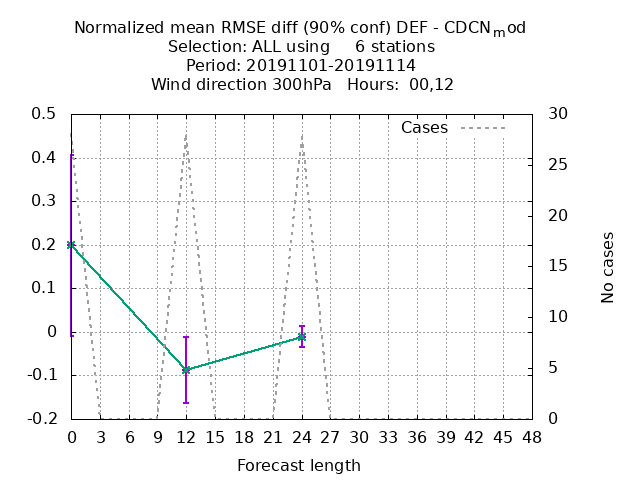 Normalized mean RMSE diff (90% conf) DEF - CDCNmod
Selection: ALL using 6 stations
Period: 20191101-20191114
Wind direction 300hPa Hours: 00,12
Cases
0.5
0.4
0.3
0.2
0.1
0
-0.1
-0.2
30
25
20
15
10
5
0
No cases
0 3 6 9 12 15 18 21 24 27 30 33 36 39 42 45 48
Forecast length